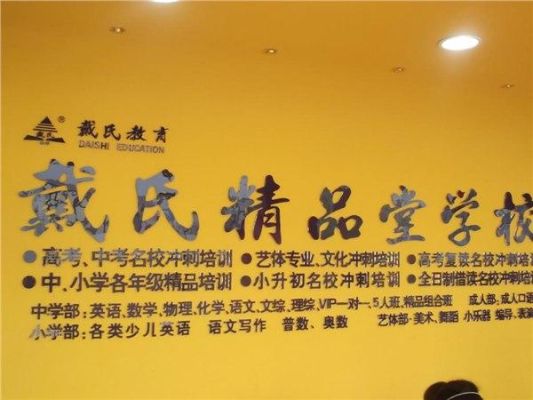 戴氏教育
DAISHI EDUCATION
戴氏精品堂学校
●高考、中考名校冲刺培训 ●艺体专业、文化冲刺培训 ●高考复读名校冲刺培
●中、小学各年级精品培训 ●小升初名校冲刺培训 ●全日制借读名校冲刺培
中学部:英语、数学、物理、化学、语文、文综、理综、VIP一对一、5人班、精品组合班 成人部、成人口语
小学部:各类少儿英语 语文写作 普数、奥数 艺体部·美术、舞蹈 小乐器 编导、表演